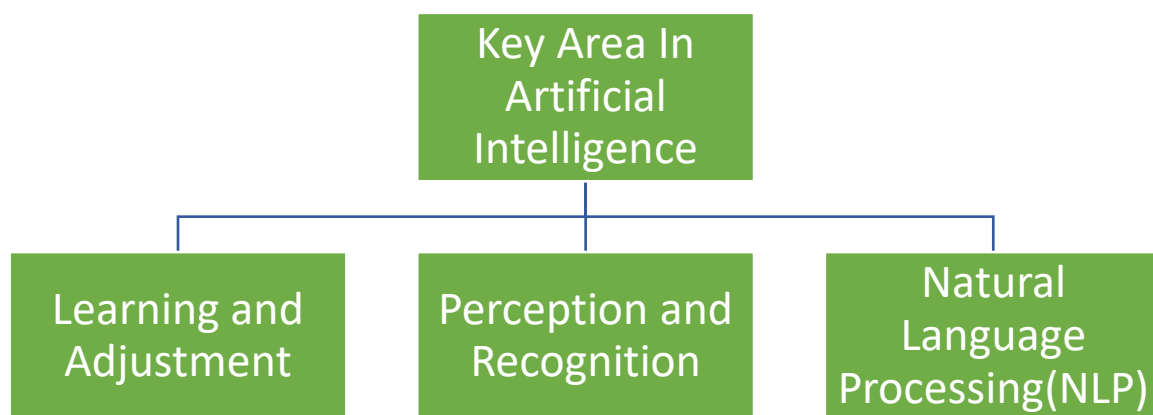 Key Area In
Artificial
Intelligence
Learning and
Adjustment
Perception and
Recognition
Natural
Language
Processing(NLP)